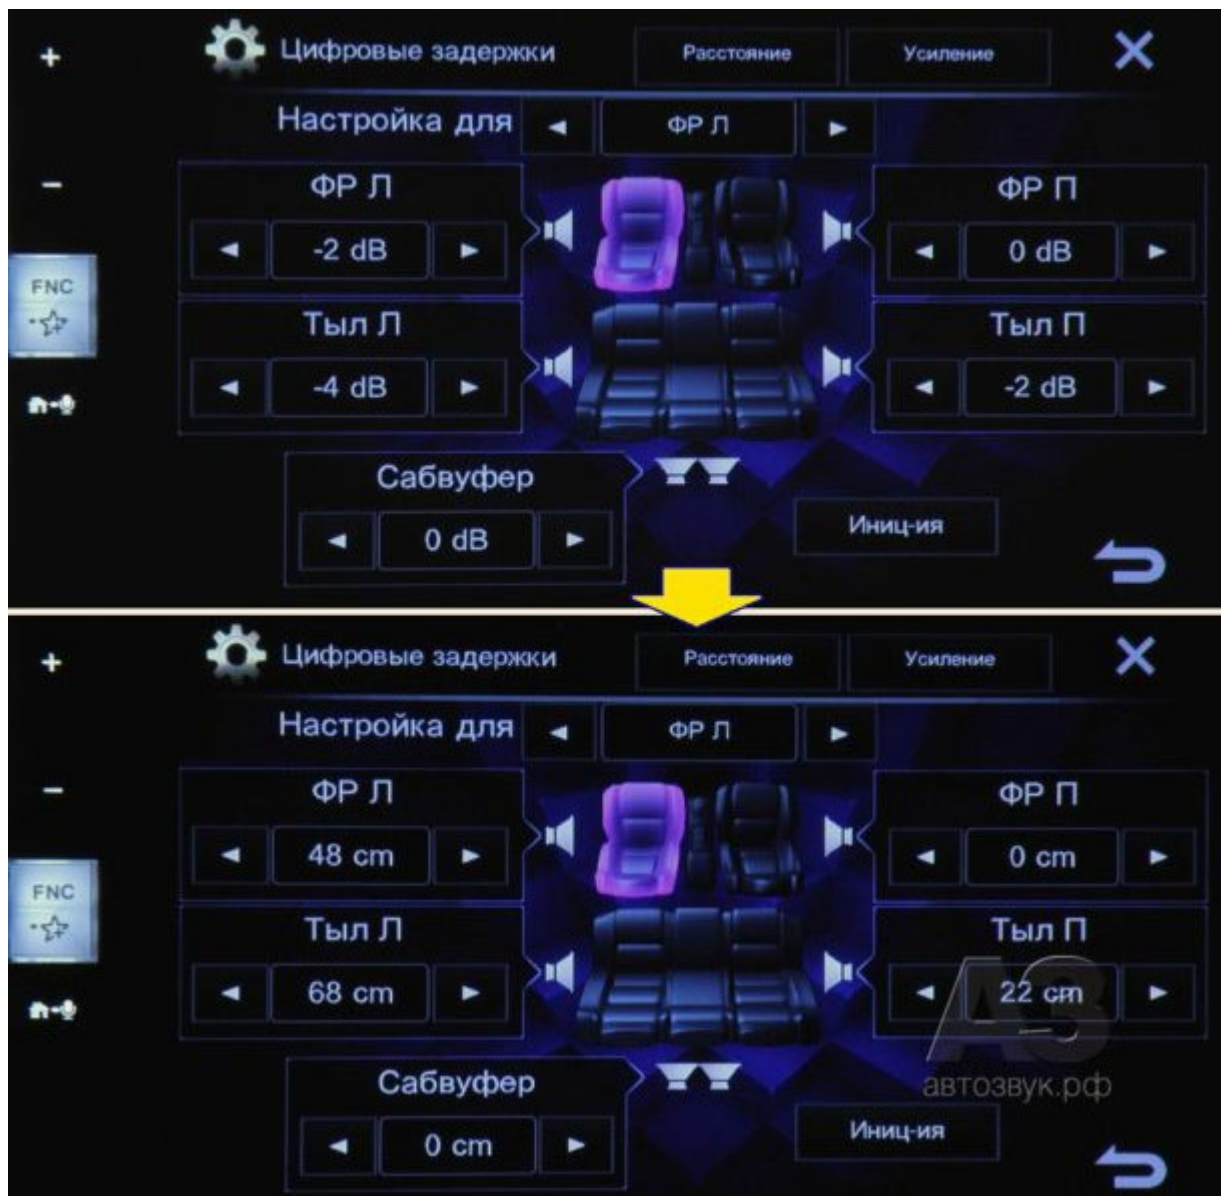 Цифровые задержки Расстояние Усиление
Настройка для ФР Л
ФР Л ФР П
-2 dB 0 dB
FNC
Тыл Л Тыл П
-4 dB -2 dB
Сабвуфер
0 dB
Иниц-ия
Цифровые задержки Расстояние Усиление
Настройка для ФР Л
ФР Л ФР П
48 cm 0 cm
FNC
Тыл Л Тыл П
68 cm 22 cm
АЗ
автозвук.рф
Сабвуфер
0 cm
Иниц-ия